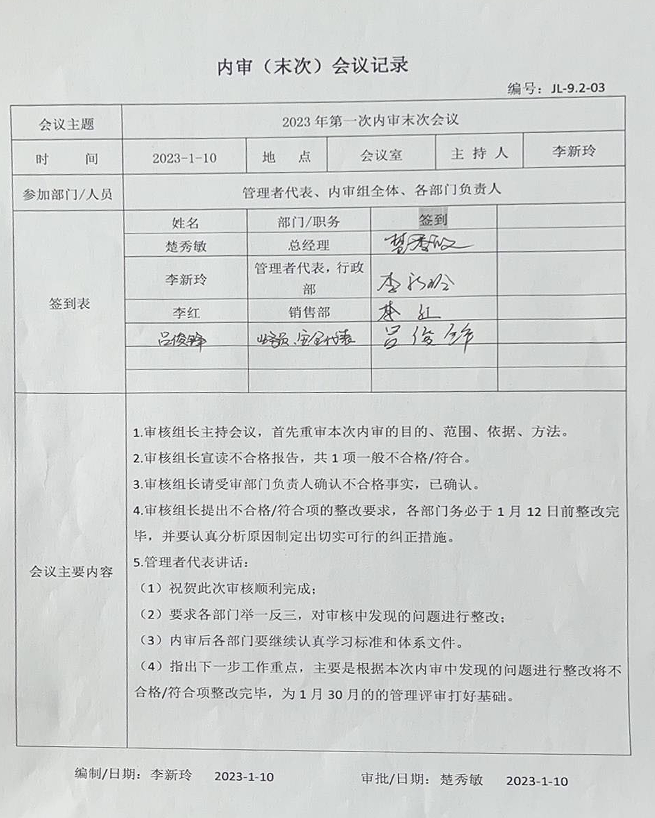 内审（末次）会议记录
编号：JL-9.2-03
会议主题 2023 年第一次内审末次会议
时 间 2023-1-10 地 点 会议室 主 持 人 李新玲
参加部门/人员 管理者代表、内审组全体、各部门负责人
签到表
姓名 部门/职务 签到
楚秀敏 总经理 楚秀敏
李新玲 管理者代表，行政
部 李新玲
李红 销售部 李红
吕俊锋 安全代表 吕俊锋
会议主要内容
1.审核组长主持会议，首先重审本次内审的目的、范围、依据、方法。
2.审核组长宣读不合格报告，共 1 项一般不合格/符合。
3.审核组长请受审部门负责人确认不合格事实，已确认。
4.审核组长提出不合格/符合项的整改要求，各部门务必于 1 月 12 日前整改完
毕，并要认真分析原因制定出切实可行的纠正措施。
5.管理者代表讲话：
（1）祝贺此次审核顺利完成；
（2）要求各部门举一反三，对审核中发现的问题进行整改；
（3）内审后各部门要继续认真学习标准和体系文件。
（4）指出下一步工作重点，主要是根据本次内审中发现的问题进行整改将不
合格/符合项整改完毕，为 1 月 30 月的的管理评审打好基础。
编制/日期：李新玲 2023-1-10 审批/日期：楚秀敏 2023-1-10